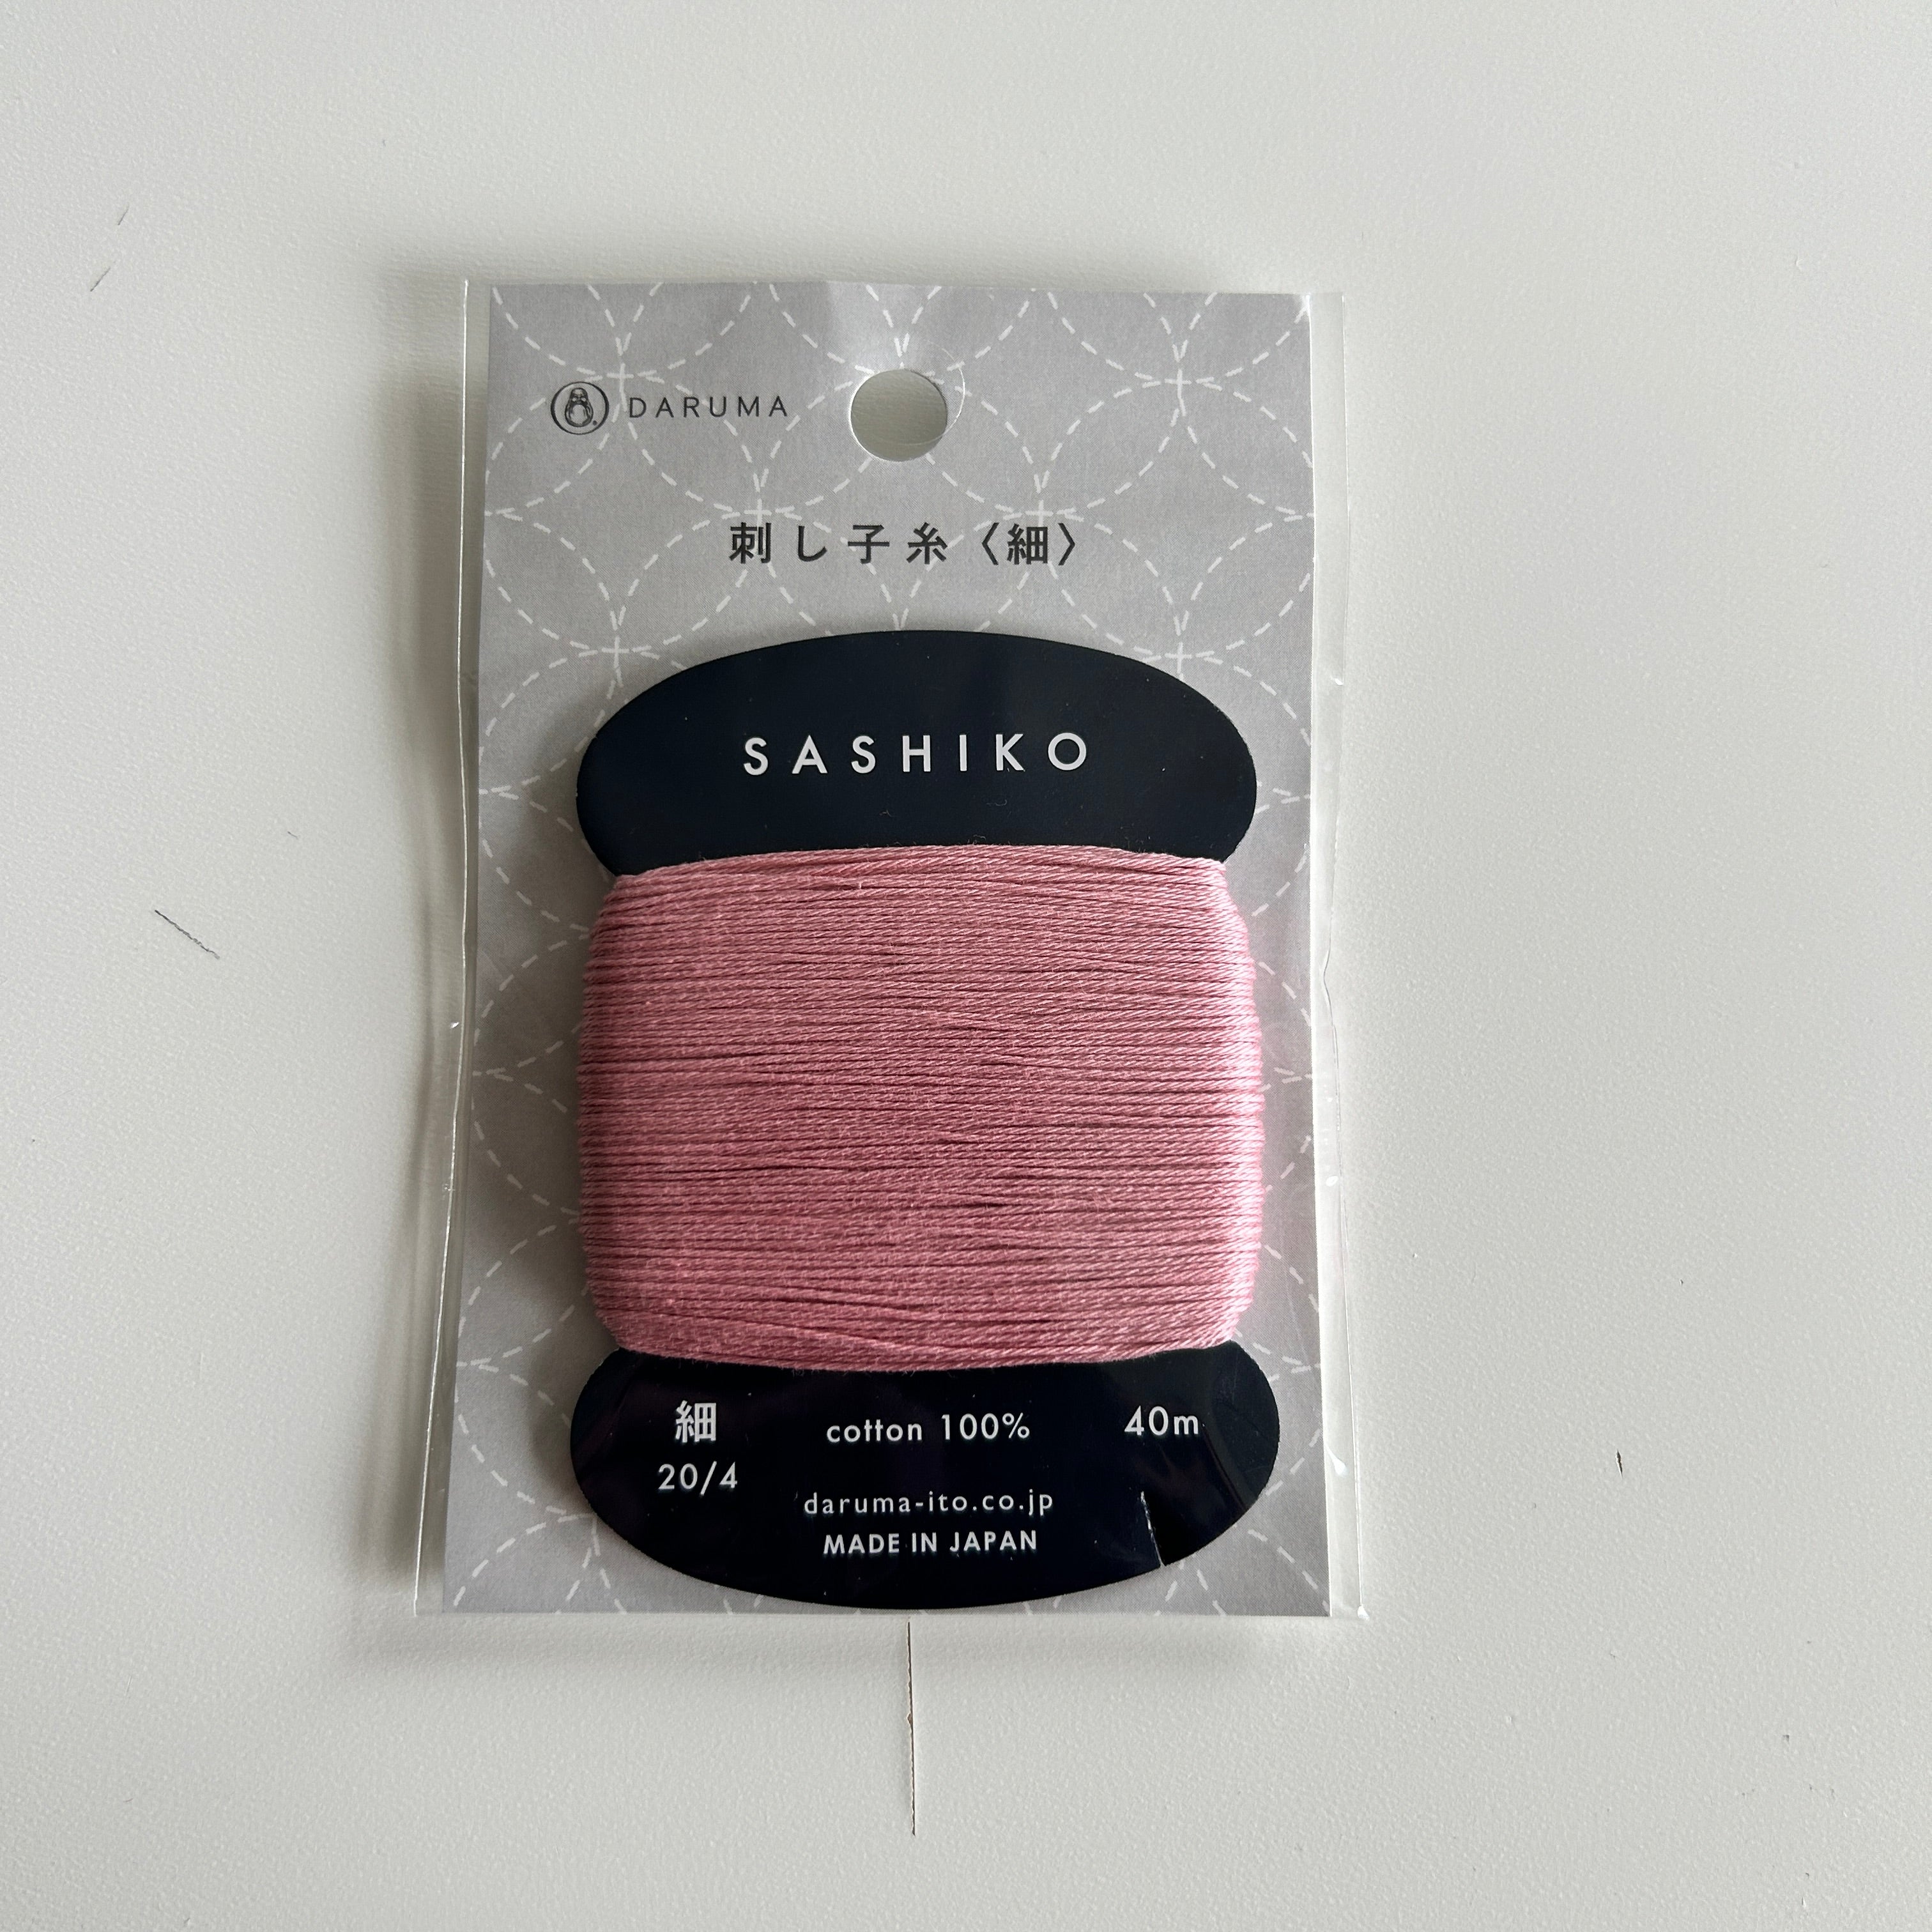 DARUMA
刺し子糸〈細〉
SASHIKO
細
20/4
cotton 100%
40m
daruma-ito.co.jp
MADE IN JAPAN